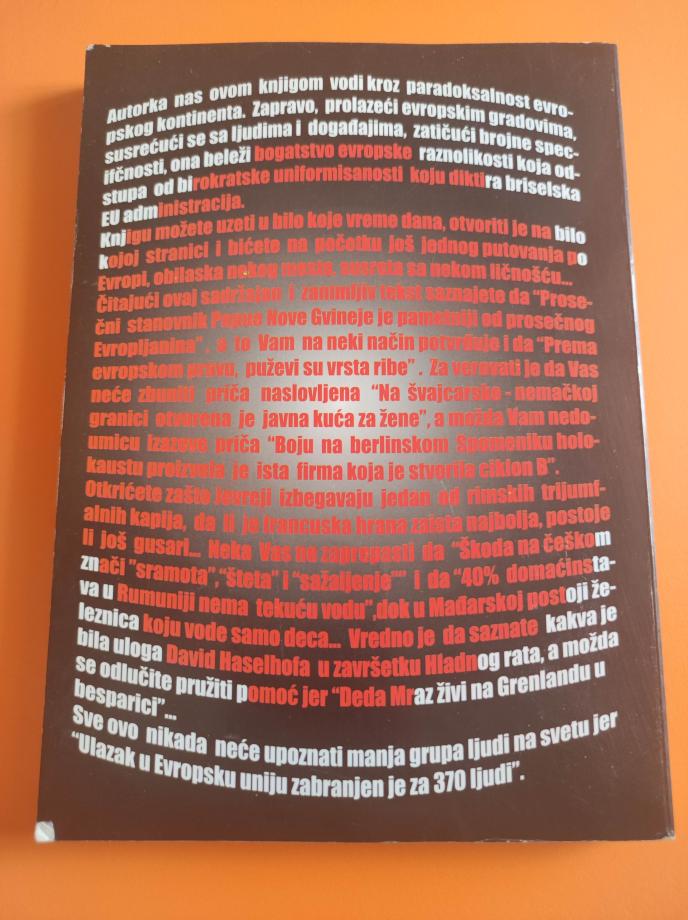 Autorka nas ovom knjigom vodi kroz paradoksalnost evro-
pskog kontinenta. Zapravo, prolazeći evropskim gradovima,
susrećući se sa ljudima i događajima, zatičući brojne spec-
ifčnosti, ona beleži bogatstvo evropske raznolikosti koja od-
stupa od birokratske uniformisanosti koju diktira briselska
EU administracija.
Knjigu možete uzeti u bilo koje vreme dana, otvoriti je na bilo
kojoj stranici i bićete na počotku još jednog putovanja po
Evropi, obilaska nekog mesta, susreta sa nekom ličnošću...
Čitajući ovaj sadržajan i zanimljiv tekst saznajete da "Prose-
čni stanovnik Papue Nove Gvineje je pametniji od prosečnog
Evropljanina", a to Vam na neki način potvrđuje i da "Prema
evropskom pravu, puževi su vrsta ribe". Za verovati je da Vas
neće zbuniti priča naslovljena "Na švajcarsko - nemačkoj
granici otvorena je javna kuća za žene", a možda Vam nedo-
umicu izazove priča "Boju na berlinskom Spomeniku holo-
kaustu proizvela je ista firma koja je stvorila ciklon B".
Otkrićete zašto Jevreji izbegavaju jedan od rimskih trijumf-
alnih kapija, da li je francuska hrana zaista najbolja, postoje
li još gusari... Neka Vas ne zaprepasti da "Škoda na češkom
znači "sramota", "šteta" i "sažaljenje"" i da "40% domaćinsta-
va u Rumuniji nema tekuću vodu",dok u Mađarskoj postoji že-
leznica koju vode samo deca... Vredno je da saznate kakva je
bila uloga David Haselhofa u završetku Hladnog rata, a možda
se odlučite pružiti pomoć jer "Deda Mraz živi na Grenlandu u
besparici"...
Sve ovo nikada neće upoznati manja grupa ljudi na svetu jer
"Ulazak u Evropsku uniju zabranjen je za 370 ljudi".